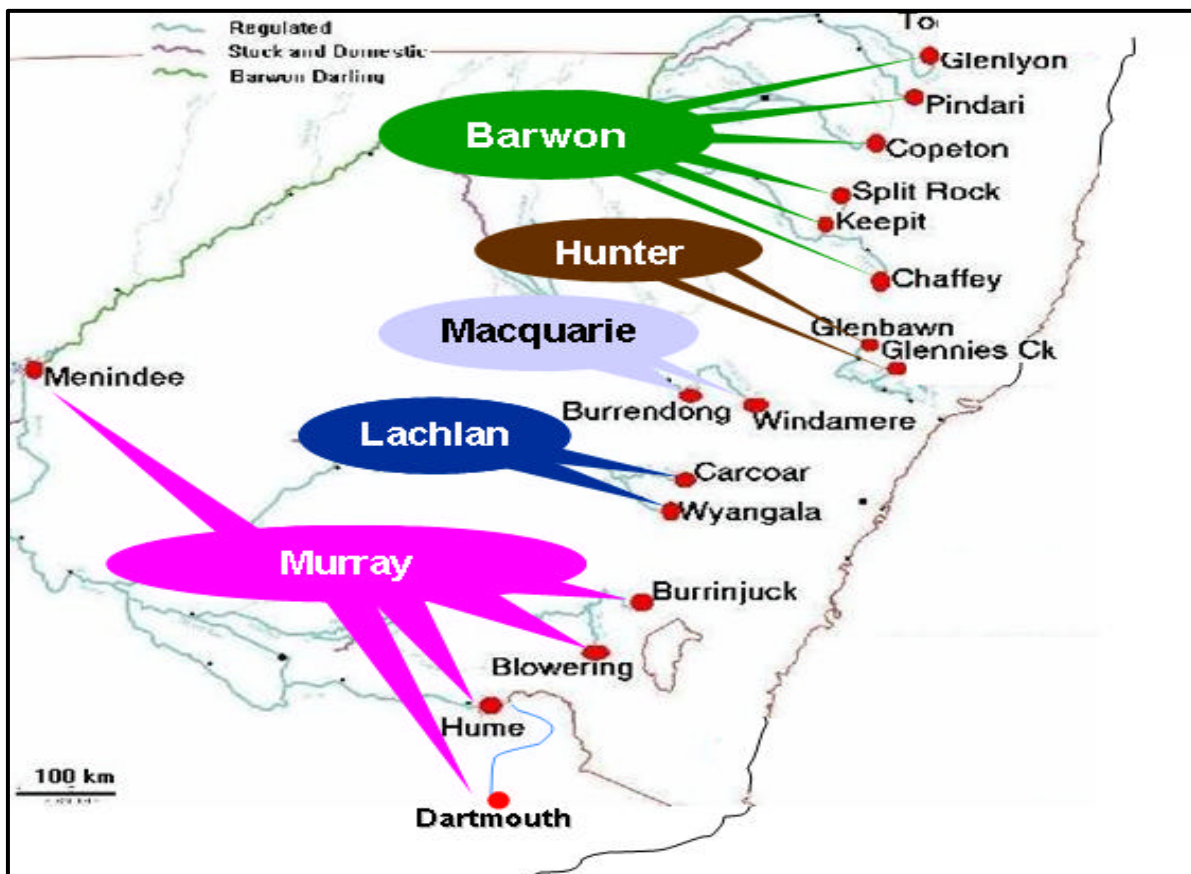 To
Regulated
Stock and Domestic
Barwon Darling
Glenlyon
Pindari
Barwon
Copeton
Split Rock
Keepit
Hunter
Chaffey
Glenbawn
Macquarie
Glennies Ck
Menindee
Burrendong
Windamere
Lachlan
Carcoar
Wyangala
Murray
Burrinjuck
Blowering
Hume
100 km
Dartmouth